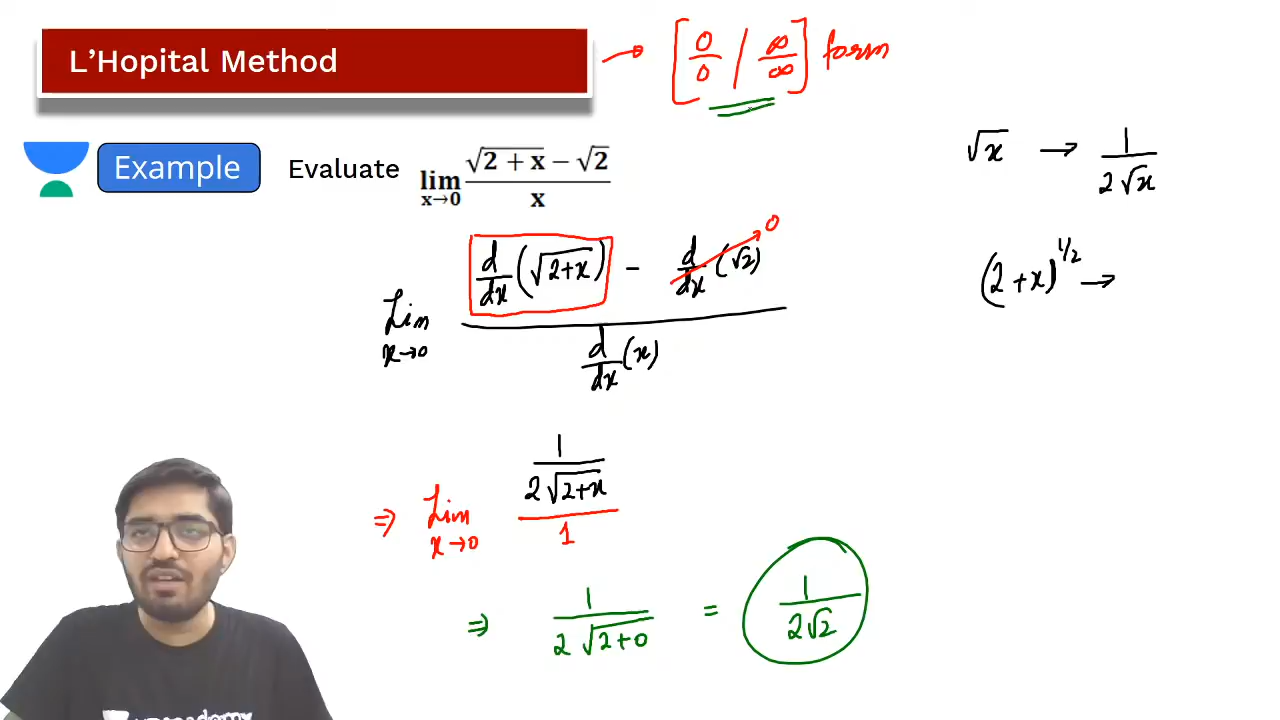 L'Hopital Method → [0/0 / ∞/∞] form
Example Evaluate lim x→0 (√2+x − √2)/x
√x → 1/(2√x)
Lim x→0 (d/dx (√2+x) − d/dx (√2) → 0)/(d/dx (x))
(2+x)^1/2 →
⇒ Lim x→0 (1/(2√2+x))/1
⇒ 1/(2√2+0) = 1/(2√2)